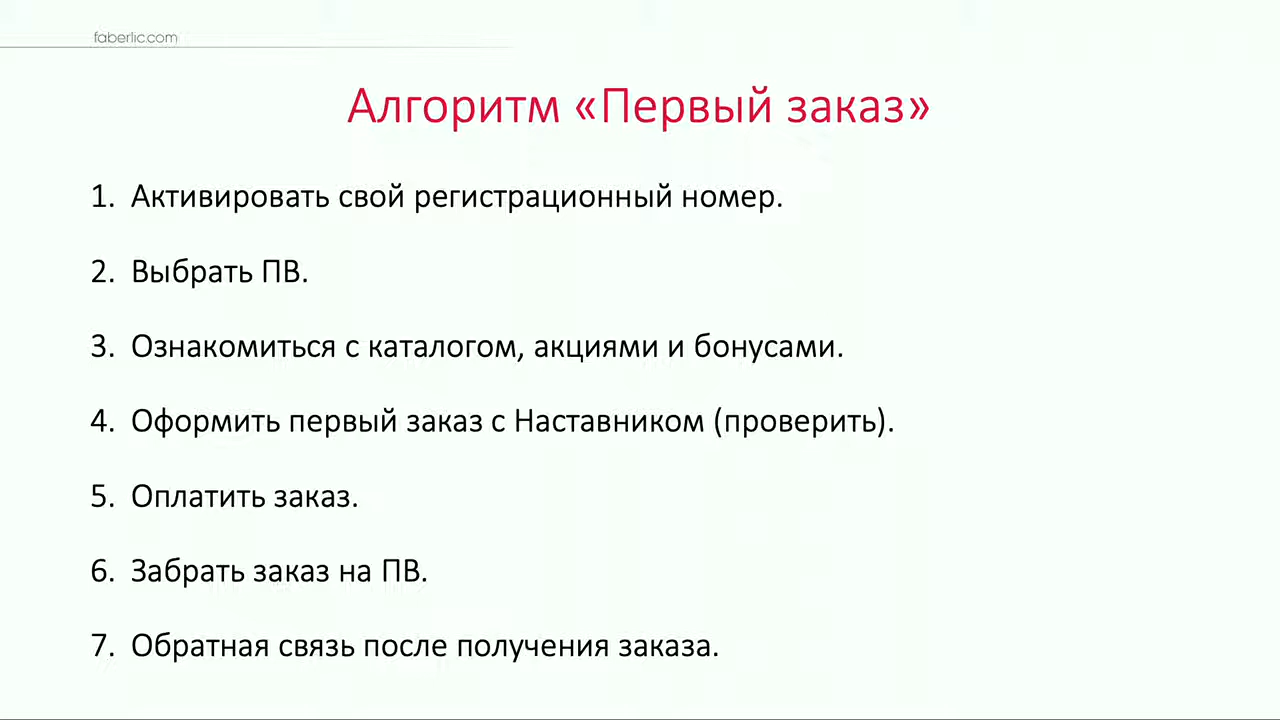 faberlic.com
Алгоритм «Первый заказ»
1. Активировать свой регистрационный номер.
2. Выбрать ПВ.
3. Ознакомиться с каталогом, акциями и бонусами.
4. Оформить первый заказ с Наставником (проверить).
5. Оплатить заказ.
6. Забрать заказ на ПВ.
7. Обратная связь после получения заказа.